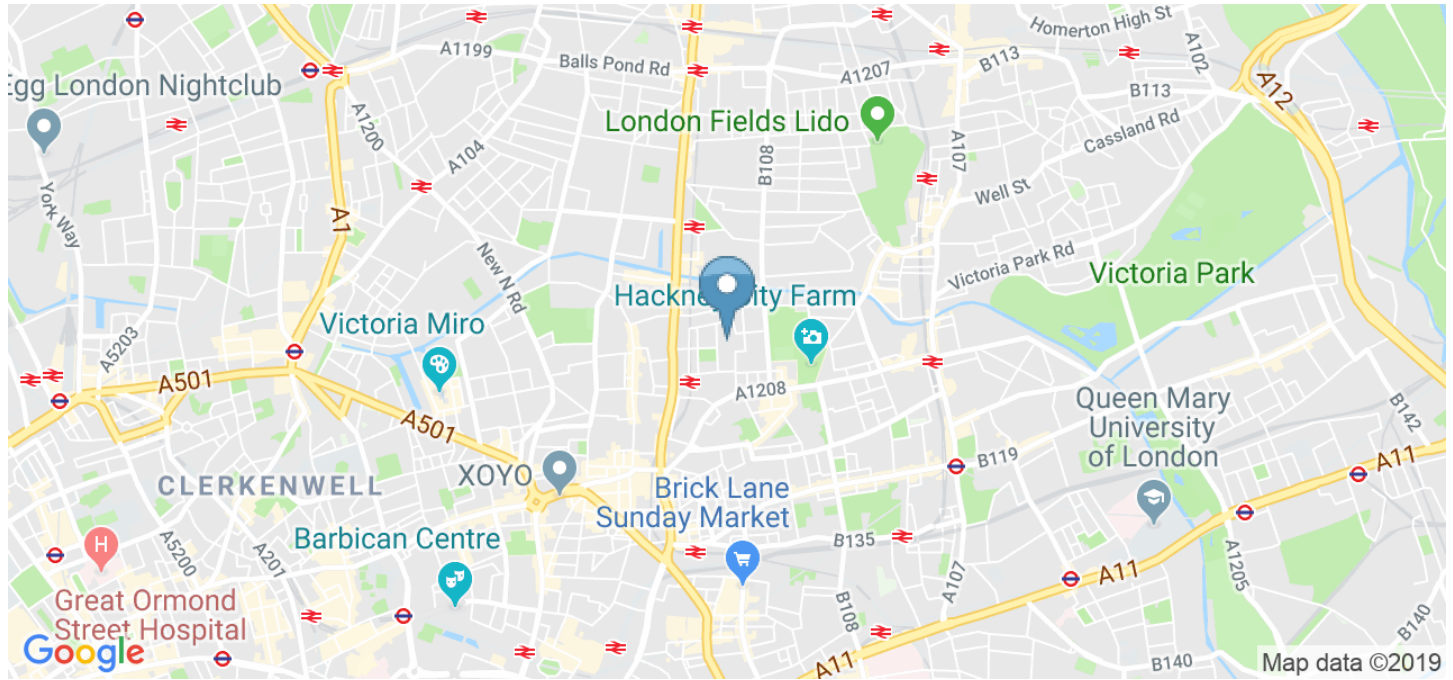 Homerton High St
A1199
Balls Pond Rd
A1207
B113
A102
A12
Egg London Nightclub
B113
A1200
London Fields Lido
Cassland Rd
A104
B108
A107
Well St
York Way
A1
New N Rd
Victoria Park Rd
Victoria Park
Hackney City Farm
Victoria Miro
A5203
A501
A1208
A501
Queen Mary
University
of London
B142
CLERKENWELL
XOYO
B119
A11
Brick Lane
Sunday Market
Barbican Centre
B135
H
A5200
A201
A107
A11
A1205
Great Ormond
Street Hospital
B108
B140
Google
A11
B140
Map data ©2019